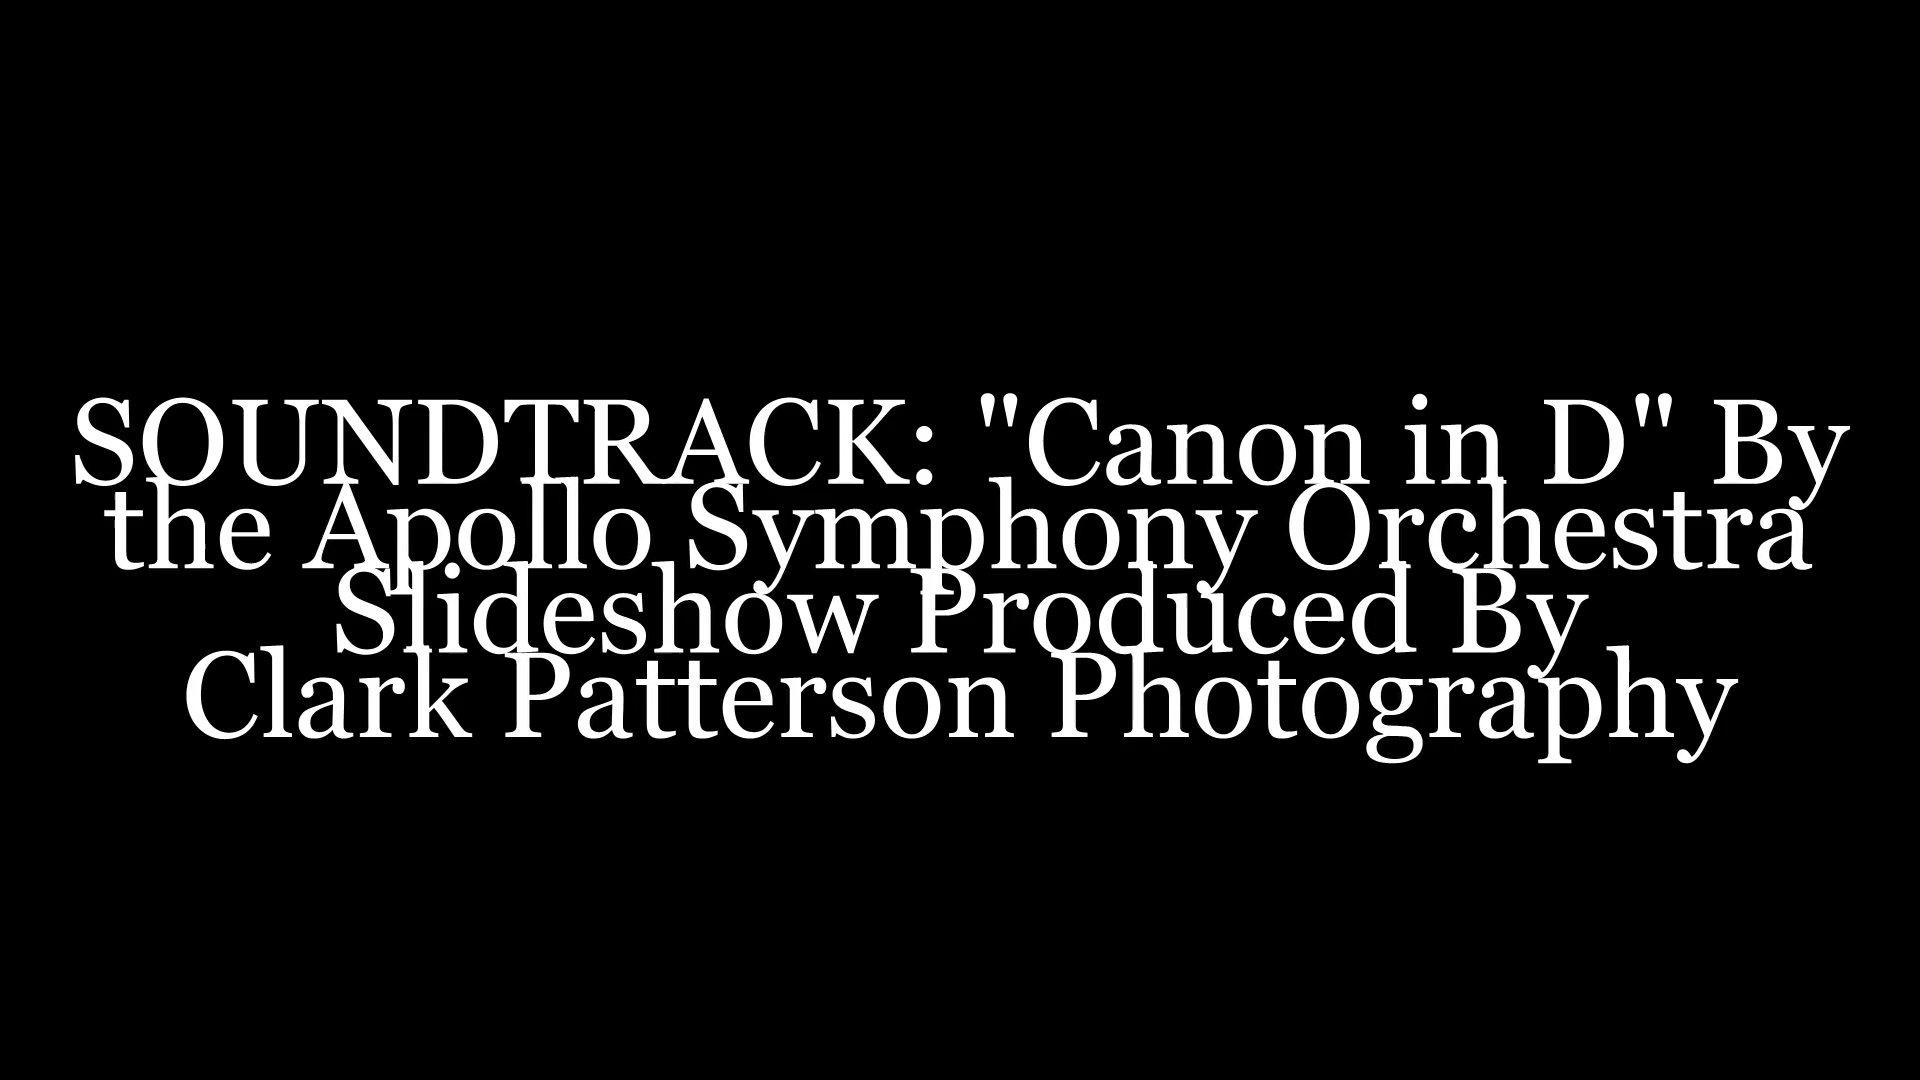 SOUNDTRACK: "Canon in D" By
the Apollo Symphony Orchestra
Slideshow Produced By
Clark Patterson Photography